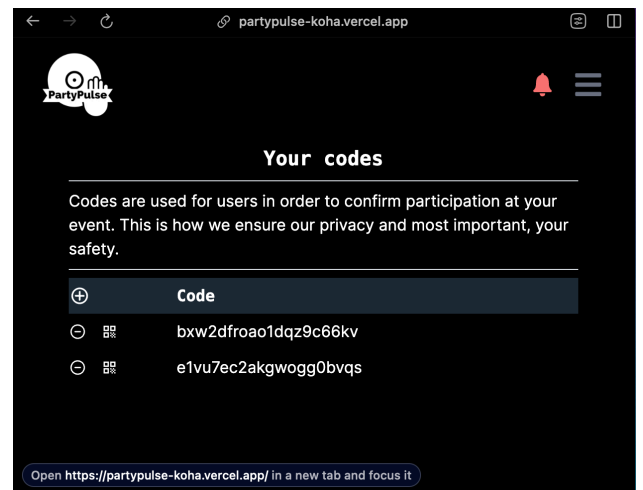 partypulse-koha.vercel.app
PartyPulse
Your codes
Codes are used for users in order to confirm participation at your
event. This is how we ensure our privacy and most important, your
safety.
Code
bxw2dfroao1dqz9c66kv
e1vu7ec2akgwogg0bvqs
Open https://partypulse-koha.vercel.app/ in a new tab and focus it